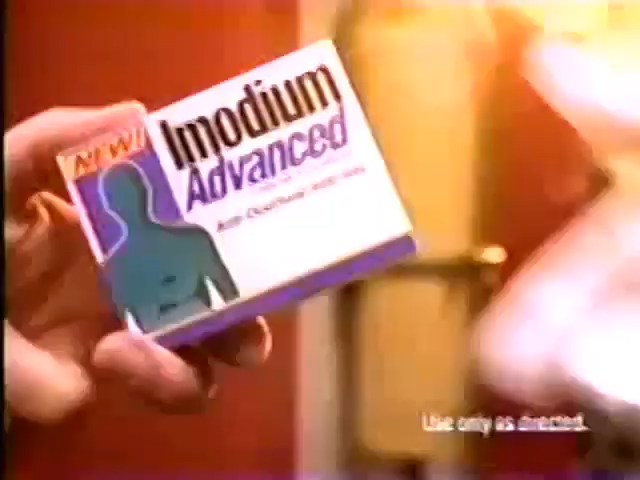 NEW!
Imodium
Advanced
Anti-Diarrheal
Use only as directed.